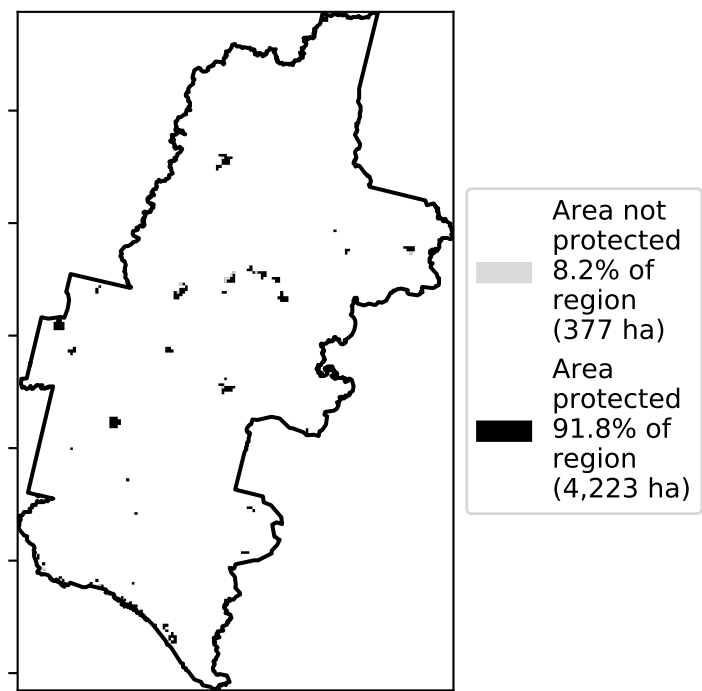 Area not
protected
8.2% of
region
(377 ha)
Area
protected
91.8% of
region
(4,223 ha)